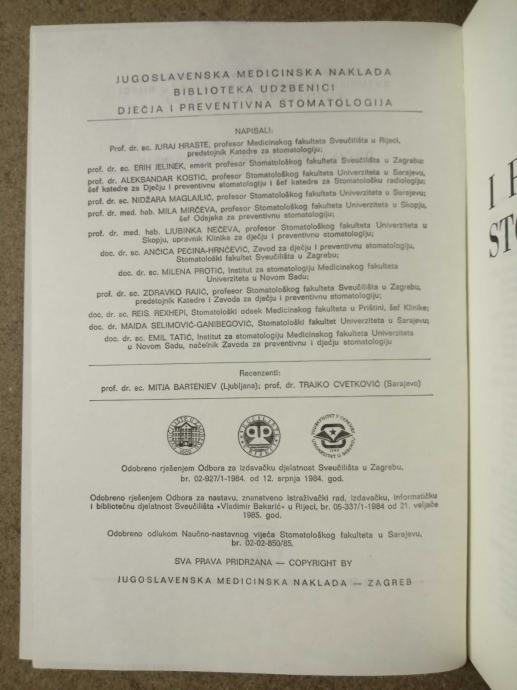 JUGOSLAVENSKA MEDICINSKA NAKLADA
BIBLIOTEKA UDŽBENICI
DJEČJA I PREVENTIVNA STOMATOLOGIJA
NAPISALI:
Prof. dr. sc. JURAJ HRASTE, profesor Medicinskog fakulteta Sveučilišta u Rijeci,
predstojnik Katedre za stomatologiju;
prof. dr. sc. ERIH JELINEK, emerit profesor Stomatološkog fakulteta Sveučilišta u Zagrebu;
prof. dr. ALEKSANDAR KOSTIĆ, profesor Stomatološkog fakulteta Univerziteta u Sarajevu,
šef katedre za Dječju i preventivnu stomatologiju i šef katedre za Stomatološku radiologiju;
prof. dr. sc. NIDŽARA MAGLAJLIĆ, profesor Stomatološkog fakulteta Univerziteta u Sarajevu;
prof. dr. med. hab. MILA MIRČEVA, profesor Stomatološkog fakulteta Univerziteta u Skopju,
šef Odsjeka za preventivnu stomatologiju;
prof. dr. med. hab. LJUBINKA NEČEVA, profesor Stomatološkog fakulteta Univerziteta u
Skopju, upravnik Klinike za dječju i preventivnu stomatologiju;
doc. dr. sc. ANČICA PEĆINA-HRNČEVIĆ, Zavod za dječju i preventivnu stomatologiju,
Stomatološki fakultet Sveučilišta u Zagrebu;
doc. dr. sc. MILENA PROTIĆ, Institut za stomatologiju Medicinskog fakulteta
Univerziteta u Novom Sadu;
prof. dr. sc. ZDRAVKO RAJIĆ, profesor Stomatološkog fakulteta Sveučilišta u Zagrebu,
predstojnik Katedre i Zavoda za dječju i preventivnu stomatologiju;
doc. dr. sc. REIS. REXHEPI, Stomatološki odsek Medicinskog fakulteta u Prištini, šef Klinike;
doc. dr. sc. MAIDA SELIMOVIĆ-GANIBEGOVIĆ, Stomatološki fakultet Univerziteta u Sarajevu;
doc. dr. sc. EMIL TATIĆ, Institut za stomatologiju Medicinskog fakulteta Univerziteta
u Novom Sadu, načelnik Zavoda za preventivnu i dječju stomatologiju
Recenzenti:
prof. dr. sc. MITJA BARTENJEV (Ljubljana); prof. dr. TRAJKO CVETKOVIĆ (Sarajevo)
Odobreno rješenjem Odbora za izdavačku djelatnost Sveučilišta u Zagrebu,
br. 02-927/1-1984. od 12. srpnja 1984. god.
Odobreno rješenjem Odbora za nastavu, znanstveno istraživački rad, izdavačku, informatičku
i bibliotečnu djelatnost Sveučilišta »Vladimir Bakarić« u Rijeci, br. 05-337/1-1984 od 21. veljače
1985. god.
Odobreno odlukom Naučno-nastavnog vijeća Stomatološkog fakulteta u Sarajevu,
br. 02-02-850/85.
SVA PRAVA PRIDRŽANA — COPYRIGHT BY
JUGOSLAVENSKA MEDICINSKA NAKLADA — ZAGREB